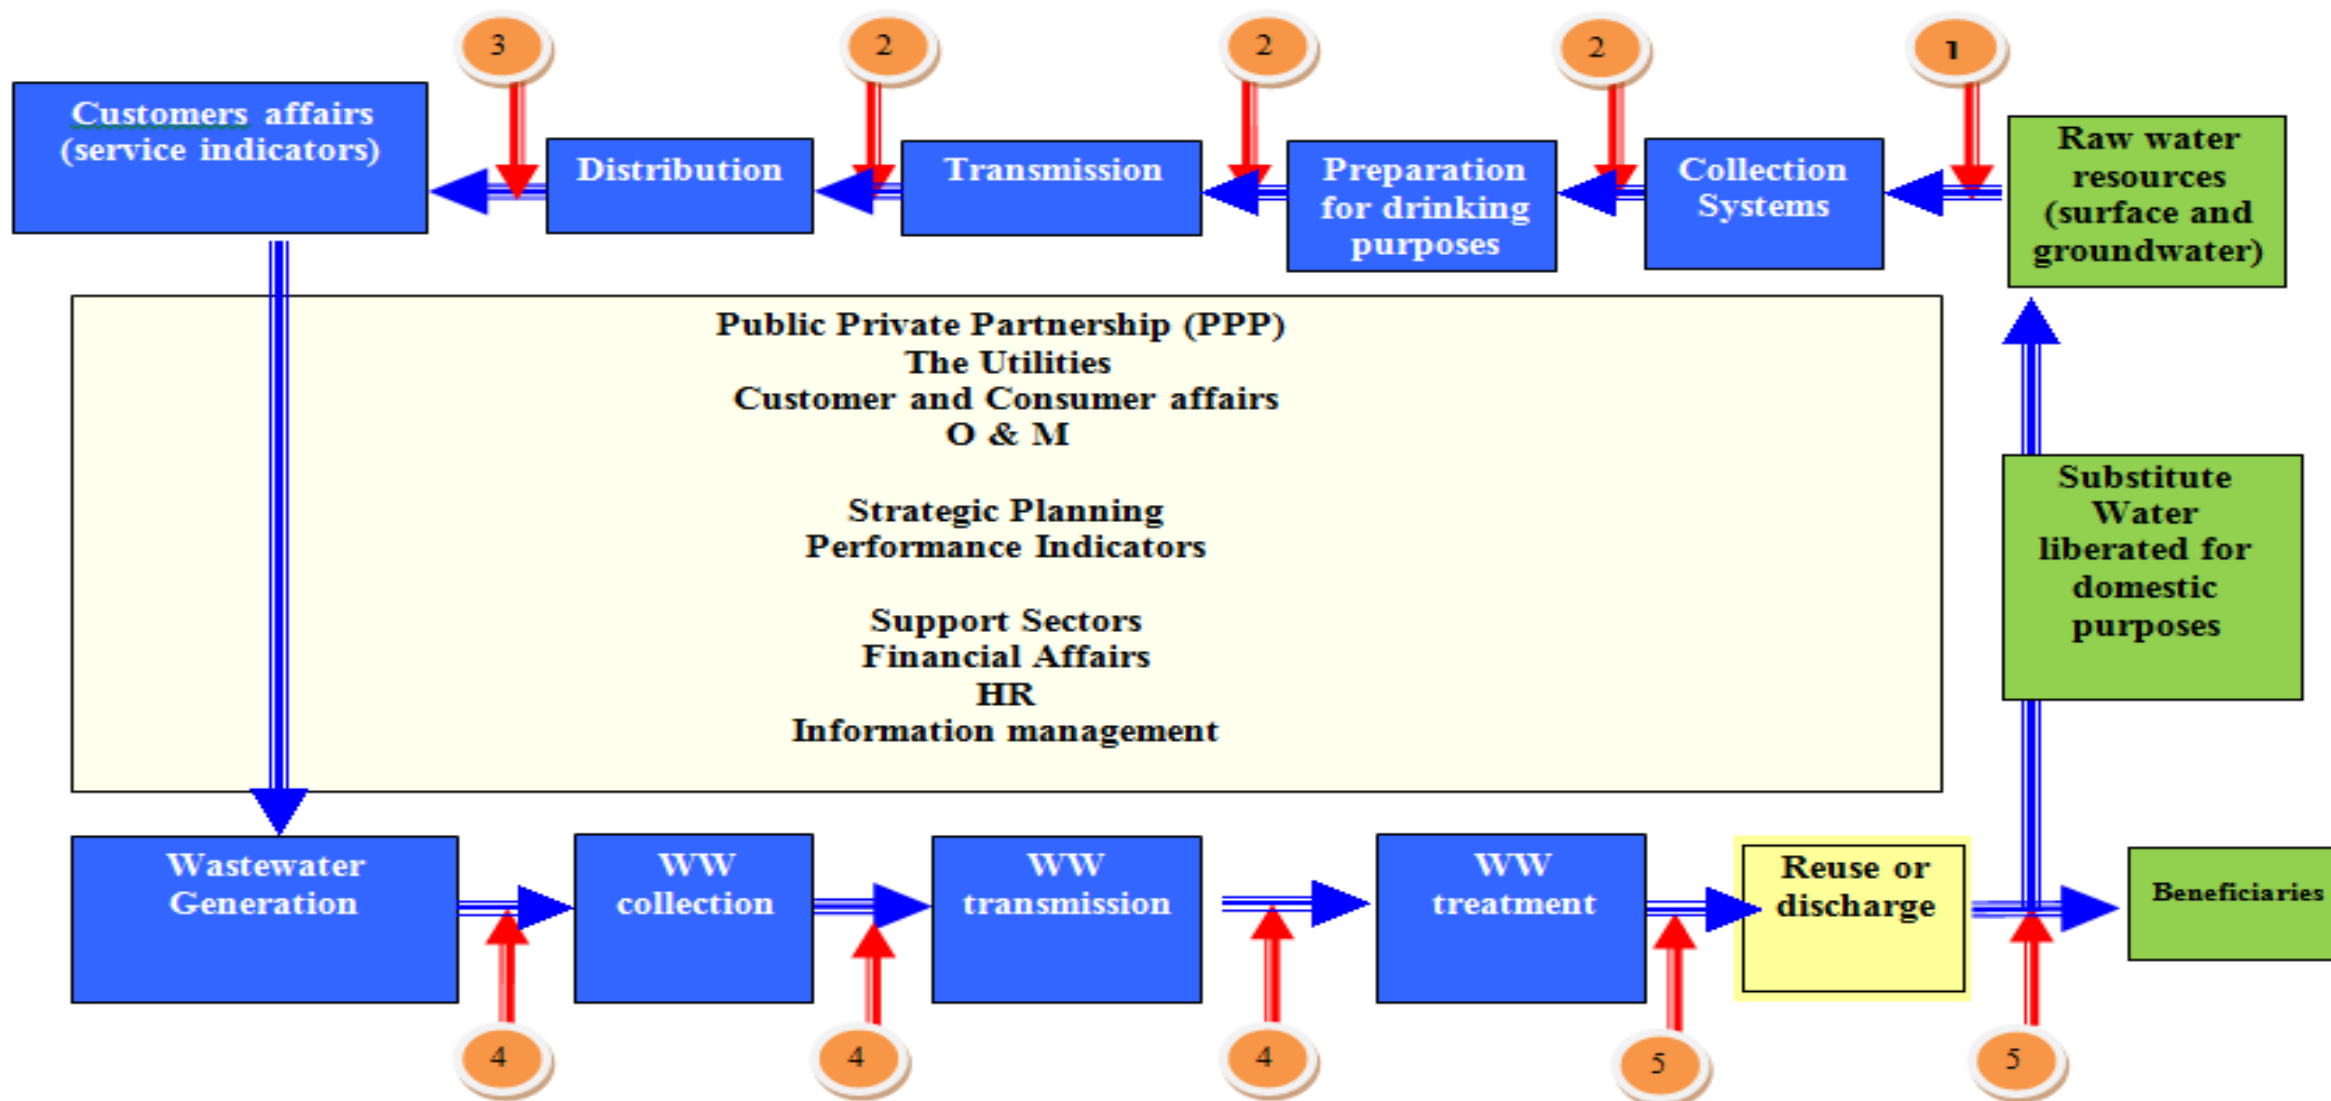 3
2
2
2
1
Customers affairs
(service indicators)
Distribution
Transmission
Preparation
for drinking
purposes
Collection
Systems
Raw water
resources
(surface and
groundwater)
Public Private Partnership (PPP)
The Utilities
Customer and Consumer affairs
O & M
Strategic Planning
Performance Indicators
Support Sectors
Financial Affairs
HR
Information management
Substitute
Water
liberated for
domestic
purposes
Wastewater
Generation
WW
collection
WW
transmission
WW
treatment
Reuse or
discharge
Beneficiaries
4
4
4
5
5